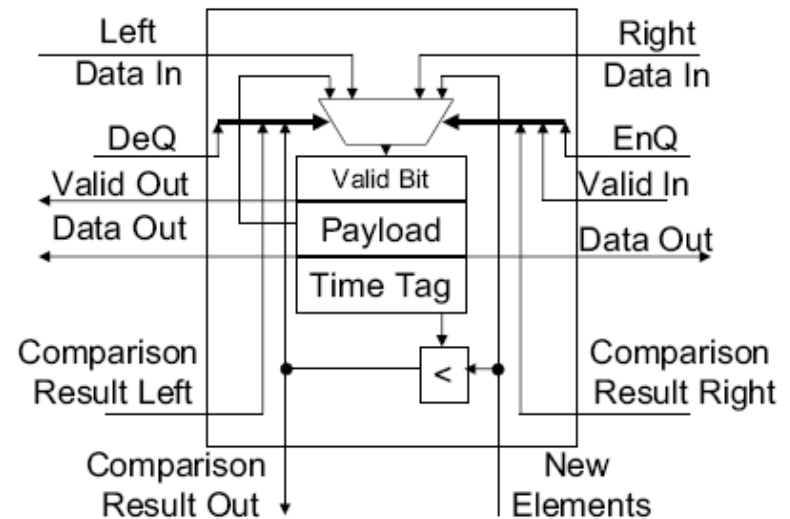 Left
Data In
Right
Data In
DeQ
EnQ
Valid Out
Valid Bit
Valid In
Data Out
Payload
Data Out
Time Tag
Comparison
Result Left
<
Comparison
Result Right
Comparison
Result Out
New
Elements